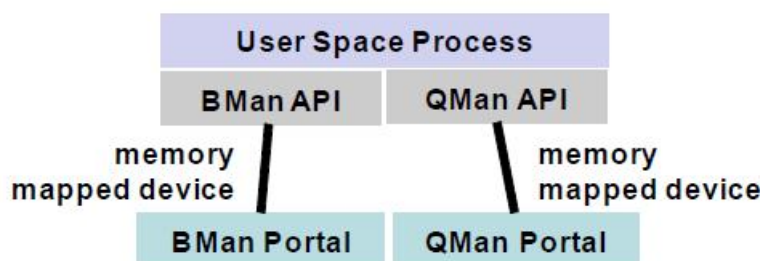 User Space Process
BMan API QMan API
memory memory
mapped device mapped device
BMan Portal QMan Portal